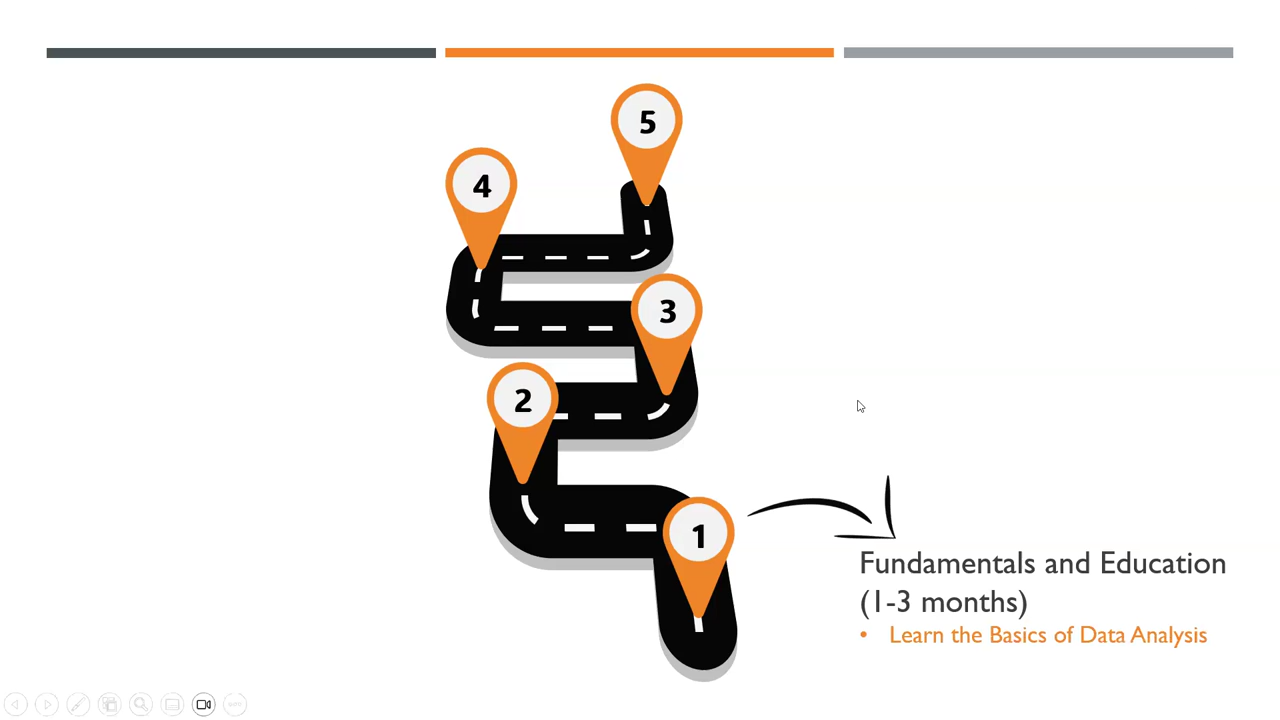 5
4
3
2
1
Fundamentals and Education
(1-3 months)
• Learn the Basics of Data Analysis